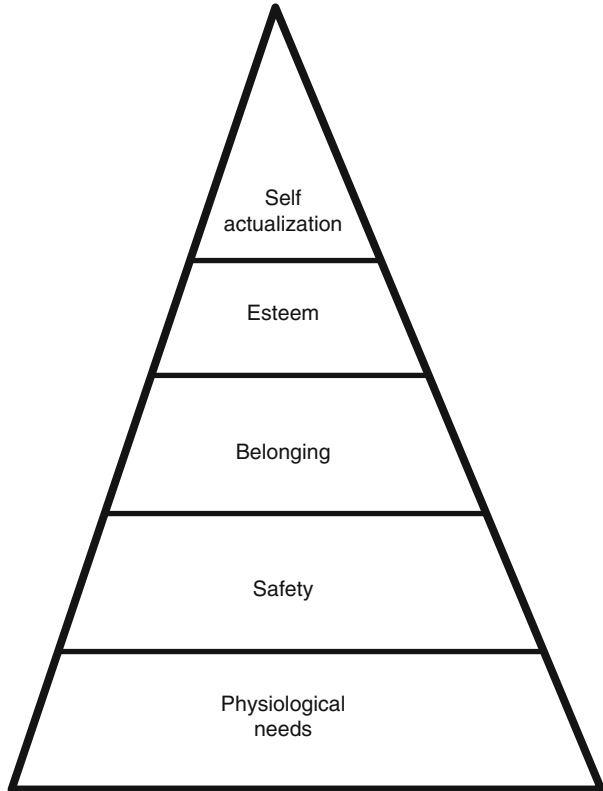 Self
actualization
Esteem
Belonging
Safety
Physiological
needs